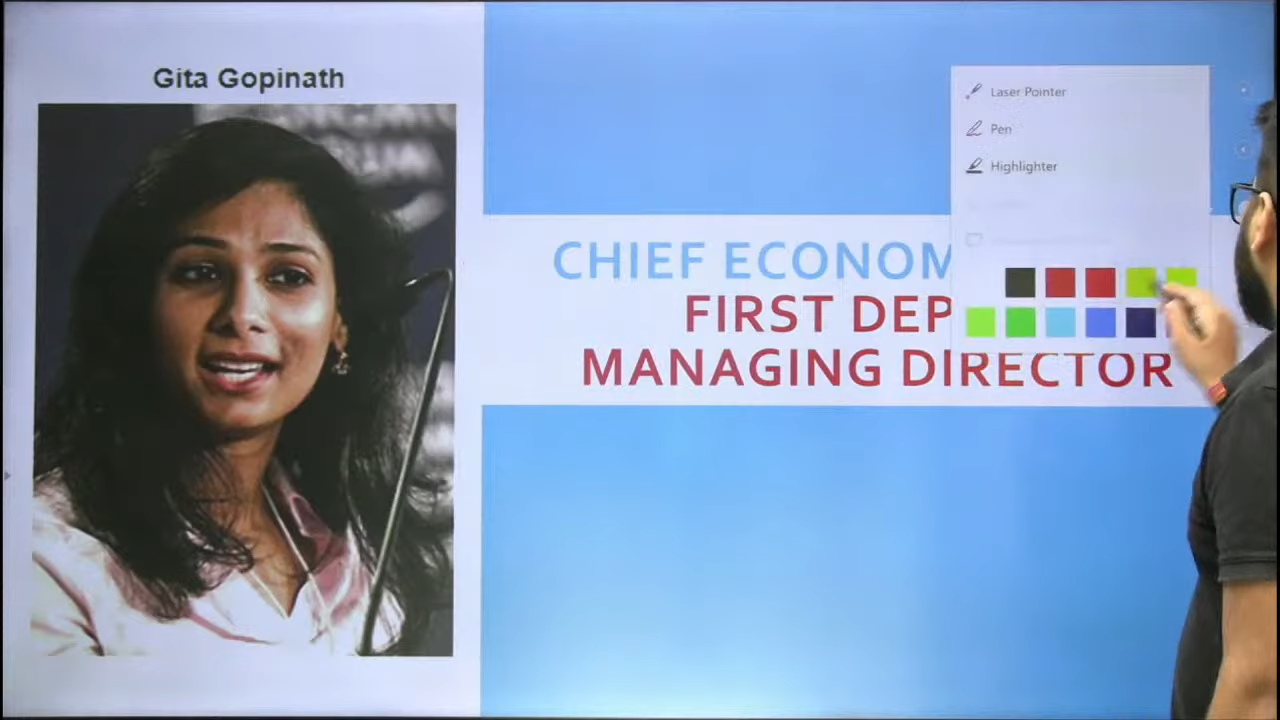 Gita Gopinath
Laser Pointer
Pen
Highlighter
CHIEF ECONOM
FIRST DEP
MANAGING DIRECTOR